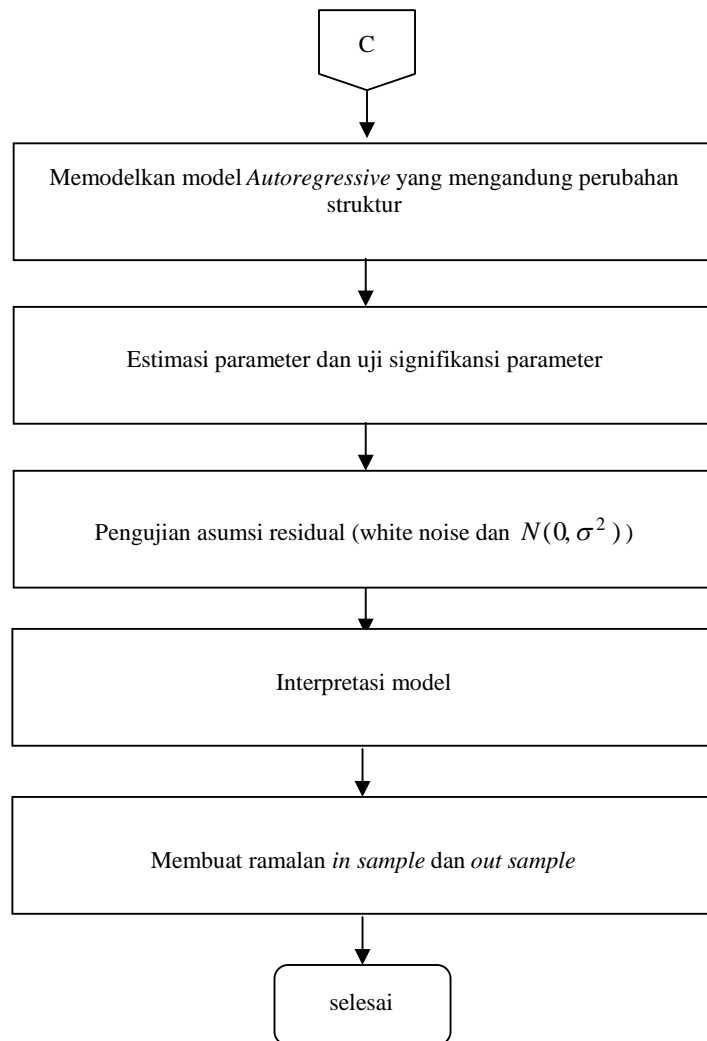 C
Memodelkan model Autoregressive yang mengandung perubahan
struktur
Estimasi parameter dan uji signifikansi parameter
Pengujian asumsi residual (white noise dan N(0, σ²))
Interpretasi model
Membuat ramalan in sample dan out sample
selesai